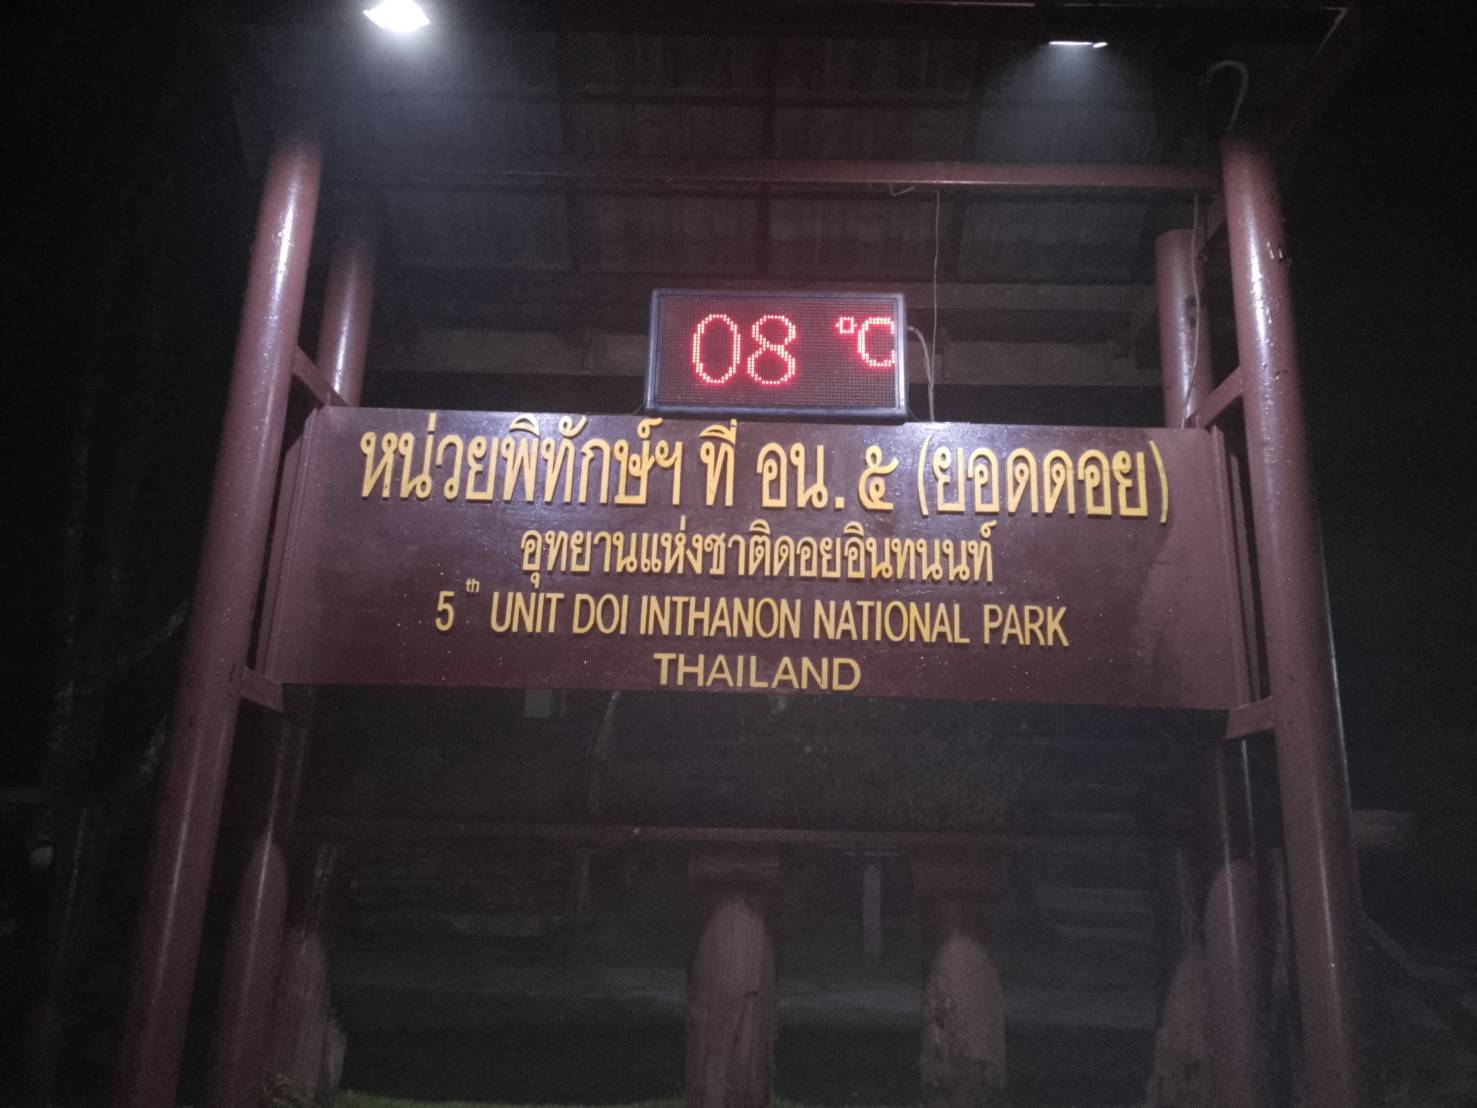 08 °C
หน่วยพิทักษ์ฯ ที่ อน. ๕ (ยอดดอย)
อุทยานแห่งชาติดอยอินทนนท์
5th UNIT DOI INTHANON NATIONAL PARK
THAILAND